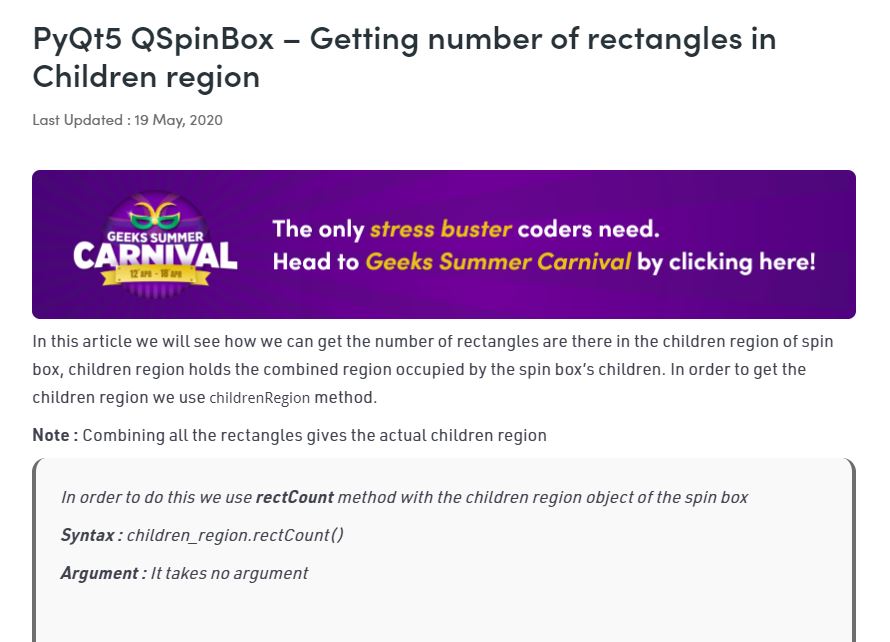 PyQt5 QSpinBox – Getting number of rectangles in
Children region
Last Updated : 19 May, 2020
GEEKS SUMMER
CARNIVAL
12 APR - 18 APR
The only stress buster coders need.
Head to Geeks Summer Carnival by clicking here!
In this article we will see how we can get the number of rectangles are there in the children region of spin
box, children region holds the combined region occupied by the spin box’s children. In order to get the
children region we use childrenRegion method.
Note : Combining all the rectangles gives the actual children region
In order to do this we use rectCount method with the children region object of the spin box
Syntax : children_region.rectCount()
Argument : It takes no argument